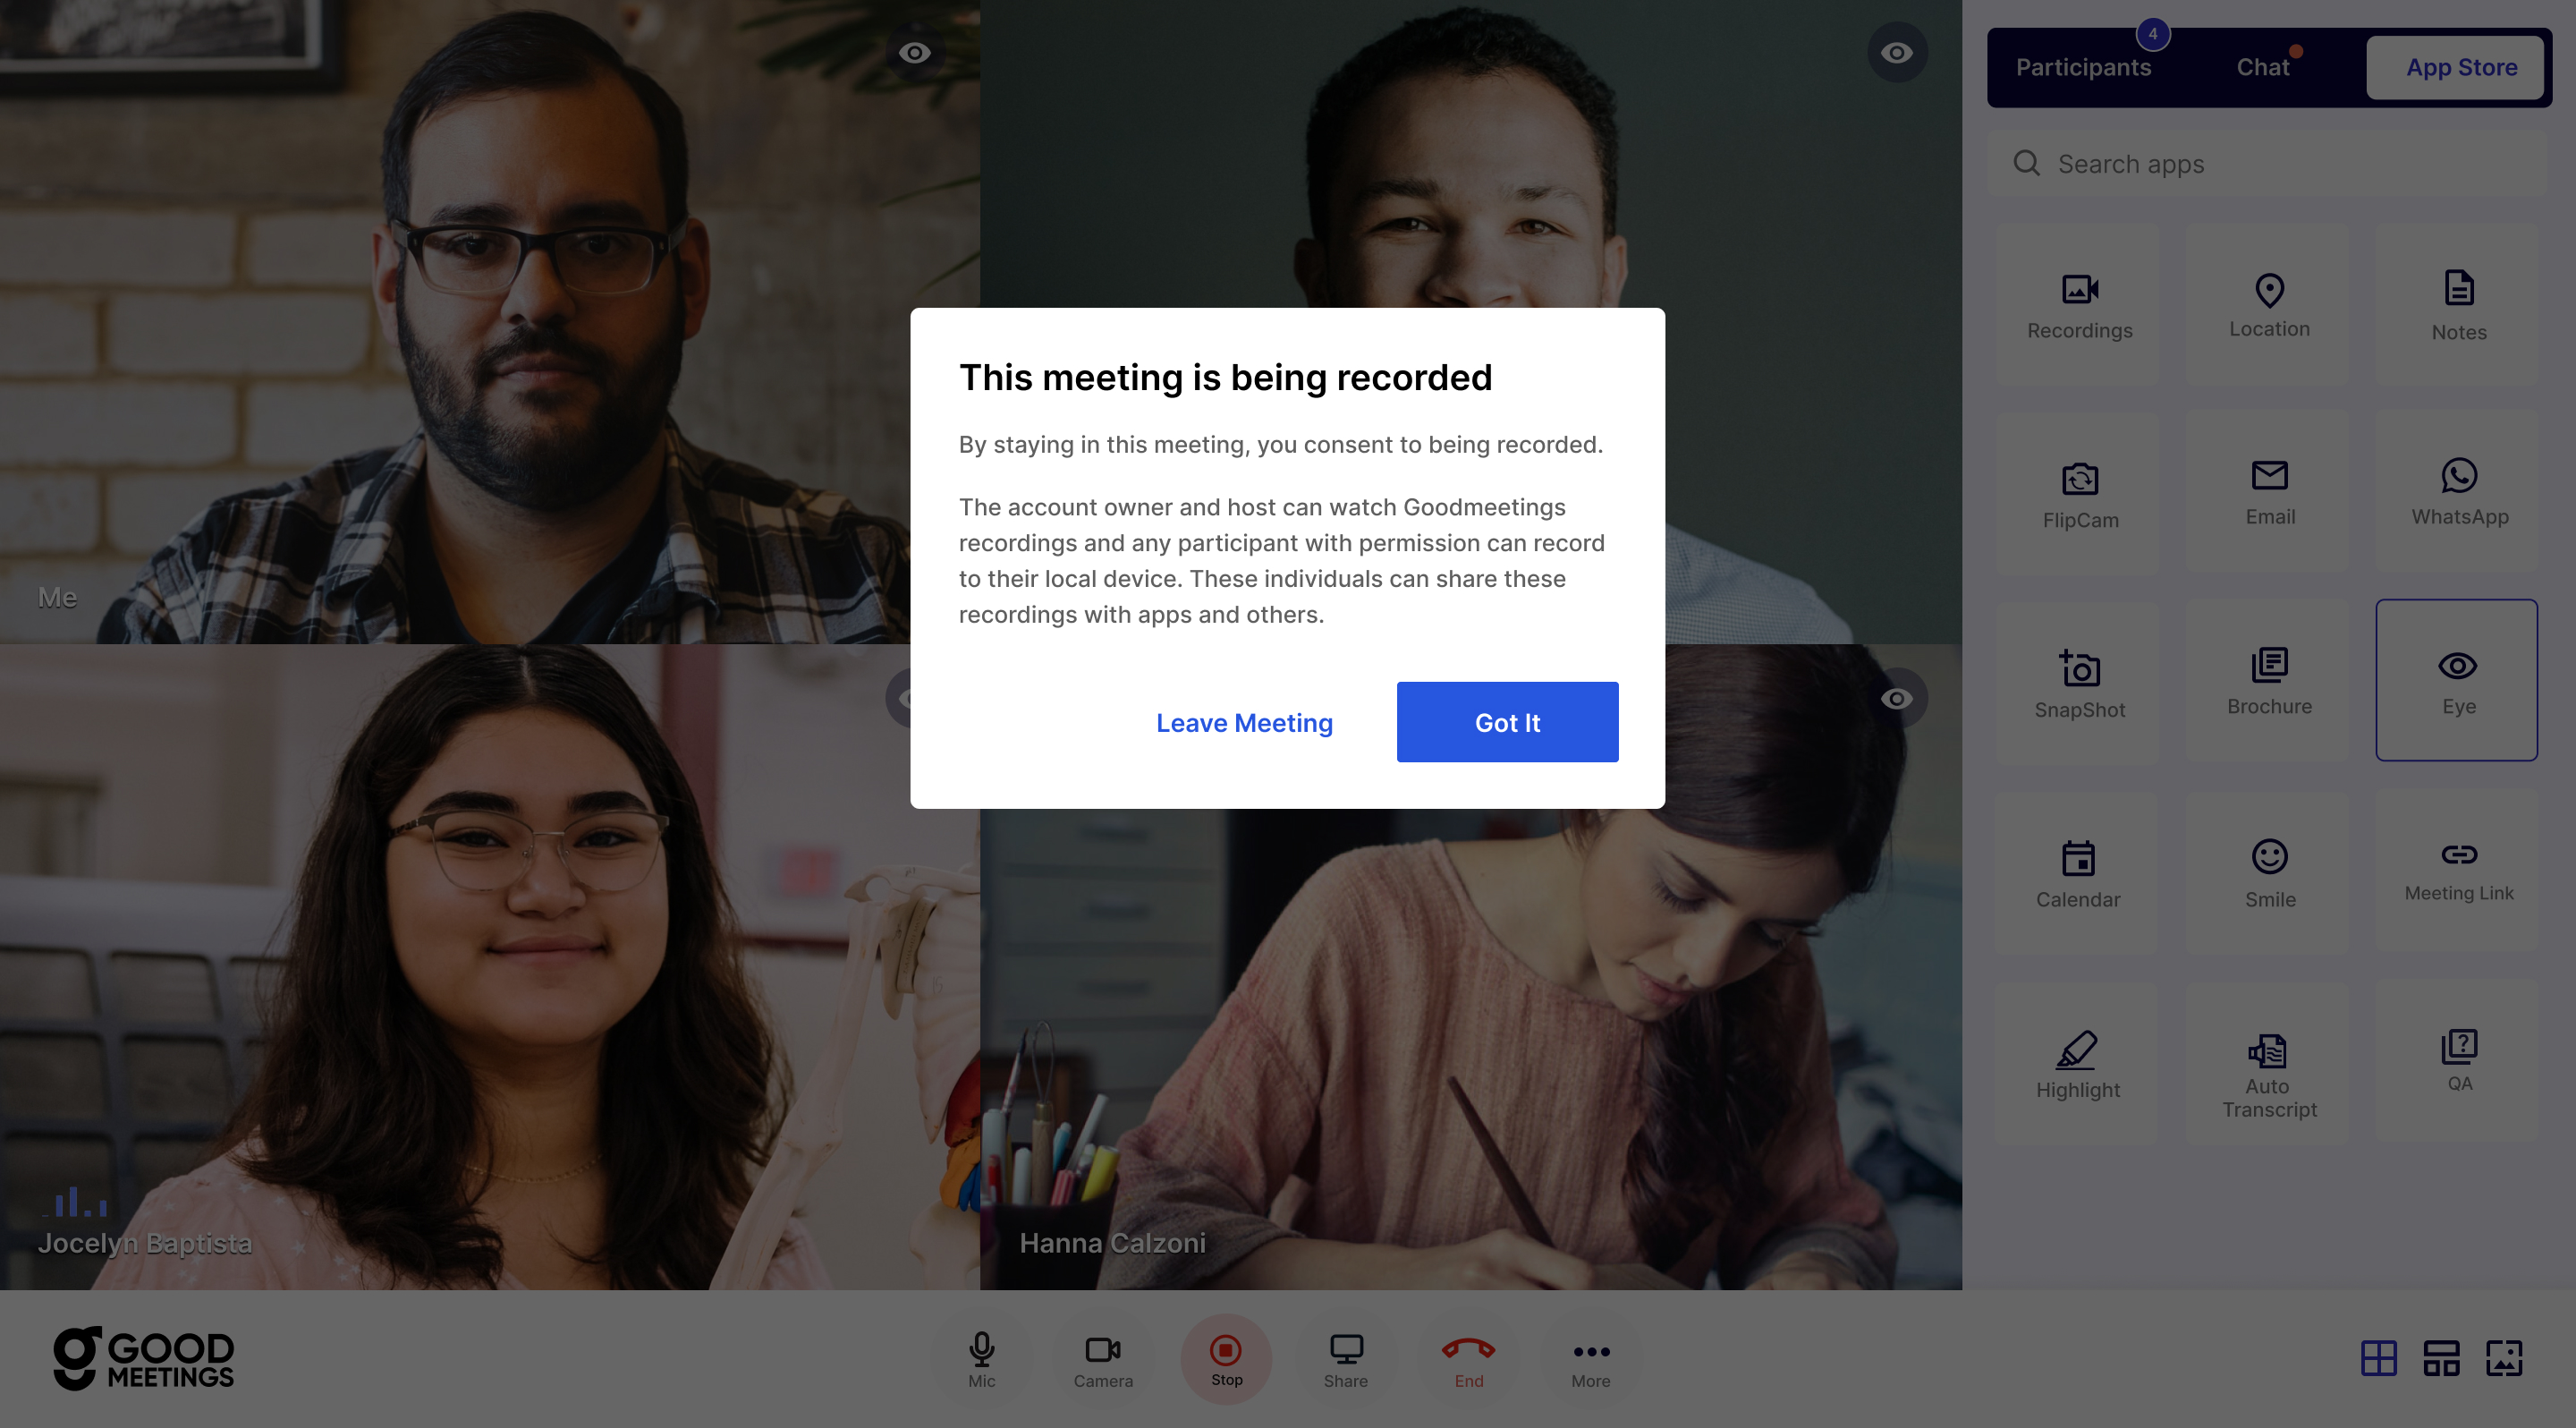 Me
Jocelyn Baptista
Hanna Calzoni
Participants
4
Chat
App Store
Search apps
Recordings
Location
Notes
FlipCam
Email
WhatsApp
SnapShot
Brochure
Eye
Calendar
Smile
Meeting Link
Highlight
Auto
Transcript
QA
This meeting is being recorded
By staying in this meeting, you consent to being recorded.
The account owner and host can watch Goodmeetings
recordings and any participant with permission can record
to their local device. These individuals can share these
recordings with apps and others.
Leave Meeting
Got It
GOOD
MEETINGS
Mic
Camera
Stop
Share
End
More